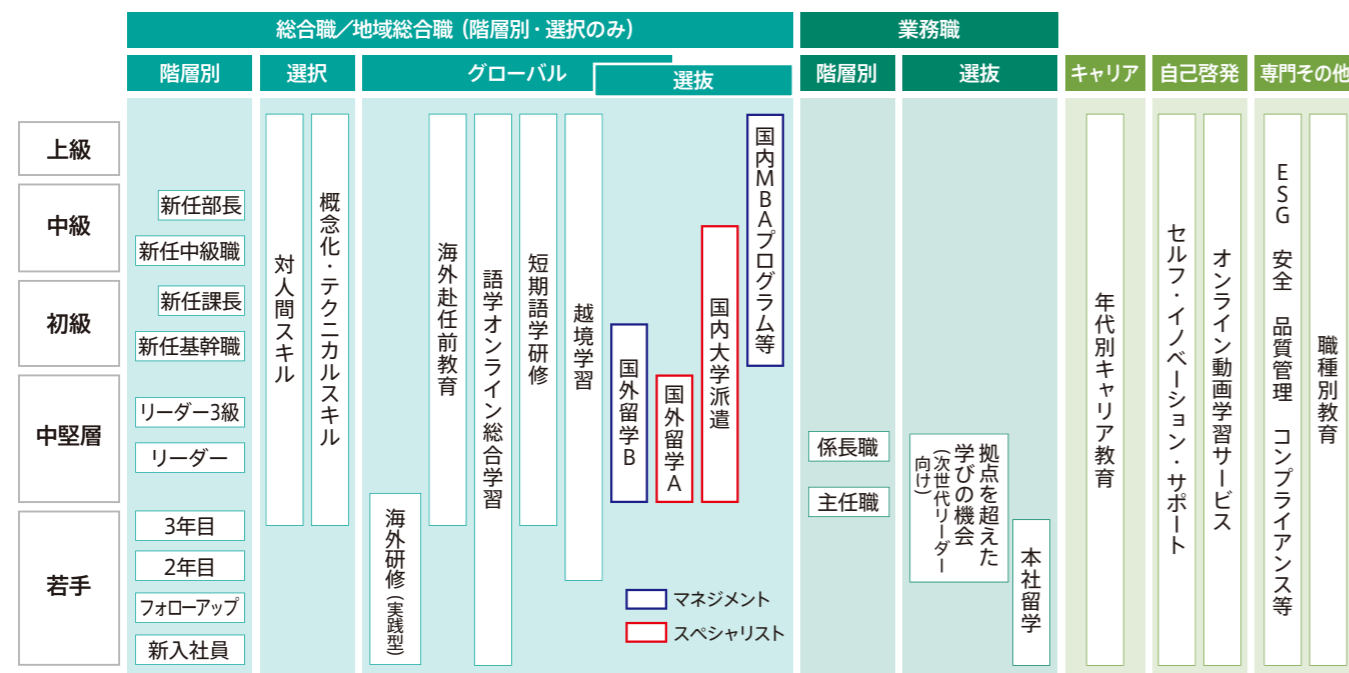 総合職／地域総合職（階層別・選択のみ）
業務職
階層別
選択
グローバル
選抜
階層別
選抜
キャリア
自己啓発
専門その他
上級
中級
初級
中堅層
若手
新任部長
新任中級職
新任課長
新任基幹職
リーダー3級
リーダー
3年目
2年目
フォローアップ
新入社員
対人間スキル
概念化・テクニカルスキル
海外研修（実践型）
海外赴任前教育
語学オンライン総合学習
短期語学研修
越境学習
国外留学B
国外留学A
国内大学派遣
国内MBAプログラム等
マネジメント
スペシャリスト
係長職
主任職
拠点を超えた
学びの機会
（次世代リーダー
向け）
本社留学
年代別キャリア教育
セルフ・イノベーション・サポート
オンライン動画学習サービス
ESG 安全 品質管理 コンプライアンス等
職種別教育